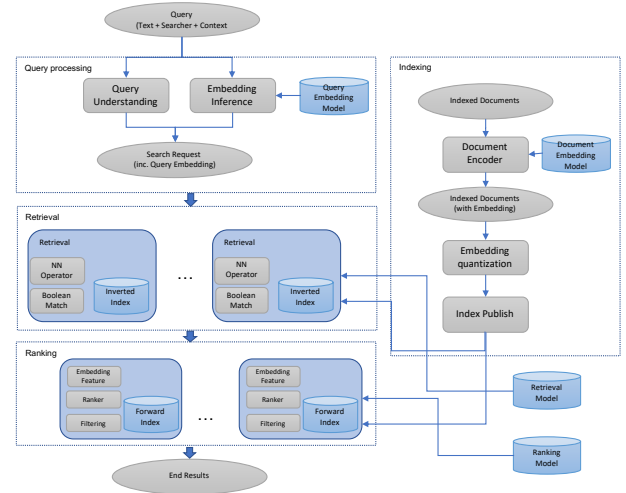 Query
(Text + Searcher + Context
Query processing
Query
Understanding
Embedding
Inference
Query
Embedding
Model
Search Request
(inc. Query Embedding)
Indexing
Indexed Documents
Document
Encoder
Document
Embedding
Model
Indexed Documents
(with Embedding)
Embedding
quantization
Index Publish
Retrieval
Retrieval
NN
Operator
Boolean
Match
Inverted
Index
...
Retrieval
NN
Operator
Boolean
Match
Inverted
Index
Ranking
Embedding
Feature
Ranker
Filtering
Forward
Index
...
Embedding
Feature
Ranker
Filtering
Forward
Index
Retrieval
Model
Ranking
Model
End Results